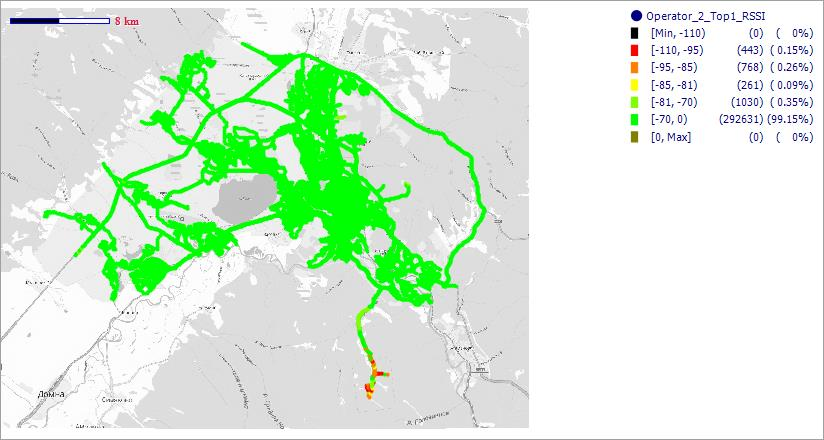 8 km
Operator_2_Top1_RSSI
[Min, -110) (0) ( 0%)
[-110, -95) (443) ( 0.15%)
[-95, -85) (768) ( 0.26%)
[-85, -81) (261) ( 0.09%)
[-81, -70) (1030) ( 0.35%)
[-70, 0) (292631) (99.15%)
[0, Max] (0) ( 0%)
Домна